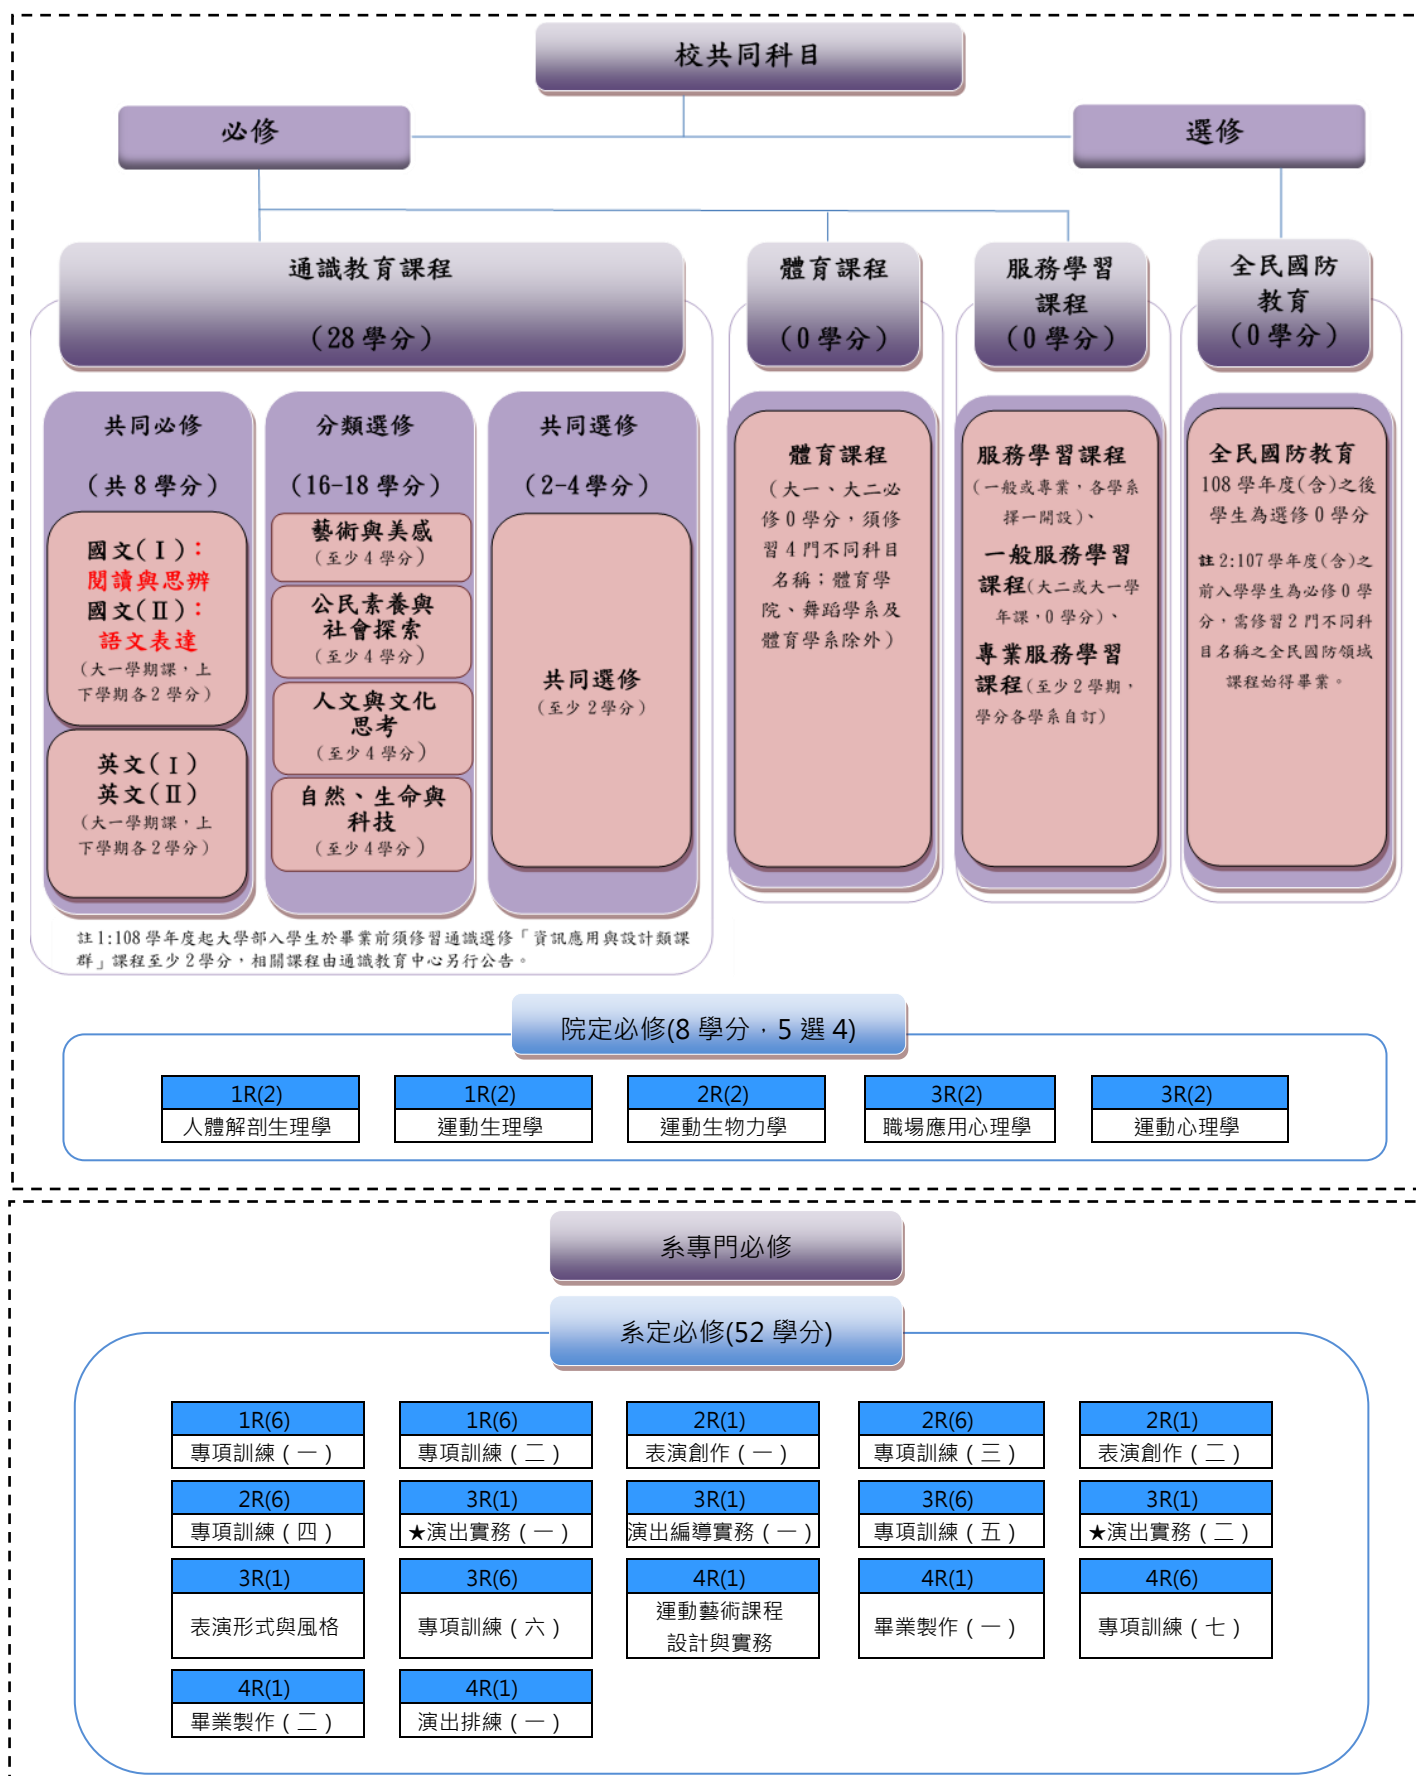 校共同科目
必修
選修
通識教育課程
（28 學分）
體育課程
（0 學分）
服務學習
課程
（0 學分）
全民國防
教育
（0 學分）
共同必修
（共 8 學分）
國文(Ⅰ)：
閱讀與思辨
國文(Ⅱ)：
語文表達
（大一學期課，上
下學期各 2 學分）
英文(Ⅰ)
英文(Ⅱ)
（大一學期課，上
下學期各 2 學分）
分類選修
(16-18 學分)
藝術與美感
（至少 4 學分）
公民素養與
社會探索
（至少 4 學分）
人文與文化
思考
（至少 4 學分）
自然、生命與
科技
（至少 4 學分）
共同選修
（2-4 學分）
共同選修
（至少 2 學分）
體育課程
（大一、大二必
修 0 學分，須修
習 4 門不同科目
名稱；體育學
院、舞蹈學系及
體育學系除外）
服務學習課程
(一般或專業，各學系
擇一開設)、
一般服務學習
課程(大二或大一學
年課，0 學分)、
專業服務學習
課程(至少 2 學期，
學分各學系自訂)
全民國防教育
108 學年度(含)之後
學生為選修 0 學分
註 2:107 學年度(含)之
前入學學生為必修 0 學
分，需修習 2 門不同科
目名稱之全民國防領域
課程始得畢業。
註 1:108 學年度起大學部入學生於畢業前須修習通識選修「資訊應用與設計類課
群」課程至少 2 學分，相關課程由通識教育中心另行公告。
院定必修(8 學分，5 選 4)
1R(2)
人體解剖生理學
1R(2)
運動生理學
2R(2)
運動生物力學
3R(2)
職場應用心理學
3R(2)
運動心理學
系專門必修
系定必修(52 學分)
1R(6)
專項訓練（一）
1R(6)
專項訓練（二）
2R(1)
表演創作（一）
2R(6)
專項訓練（三）
2R(1)
表演創作（二）
2R(6)
專項訓練（四）
3R(1)
★演出實務（一）
3R(1)
演出編導實務（一）
3R(6)
專項訓練（五）
3R(1)
★演出實務（二）
3R(1)
表演形式與風格
3R(6)
專項訓練（六）
4R(1)
運動藝術課程
設計與實務
4R(1)
畢業製作（一）
4R(6)
專項訓練（七）
4R(1)
畢業製作（二）
4R(1)
演出排練（一）